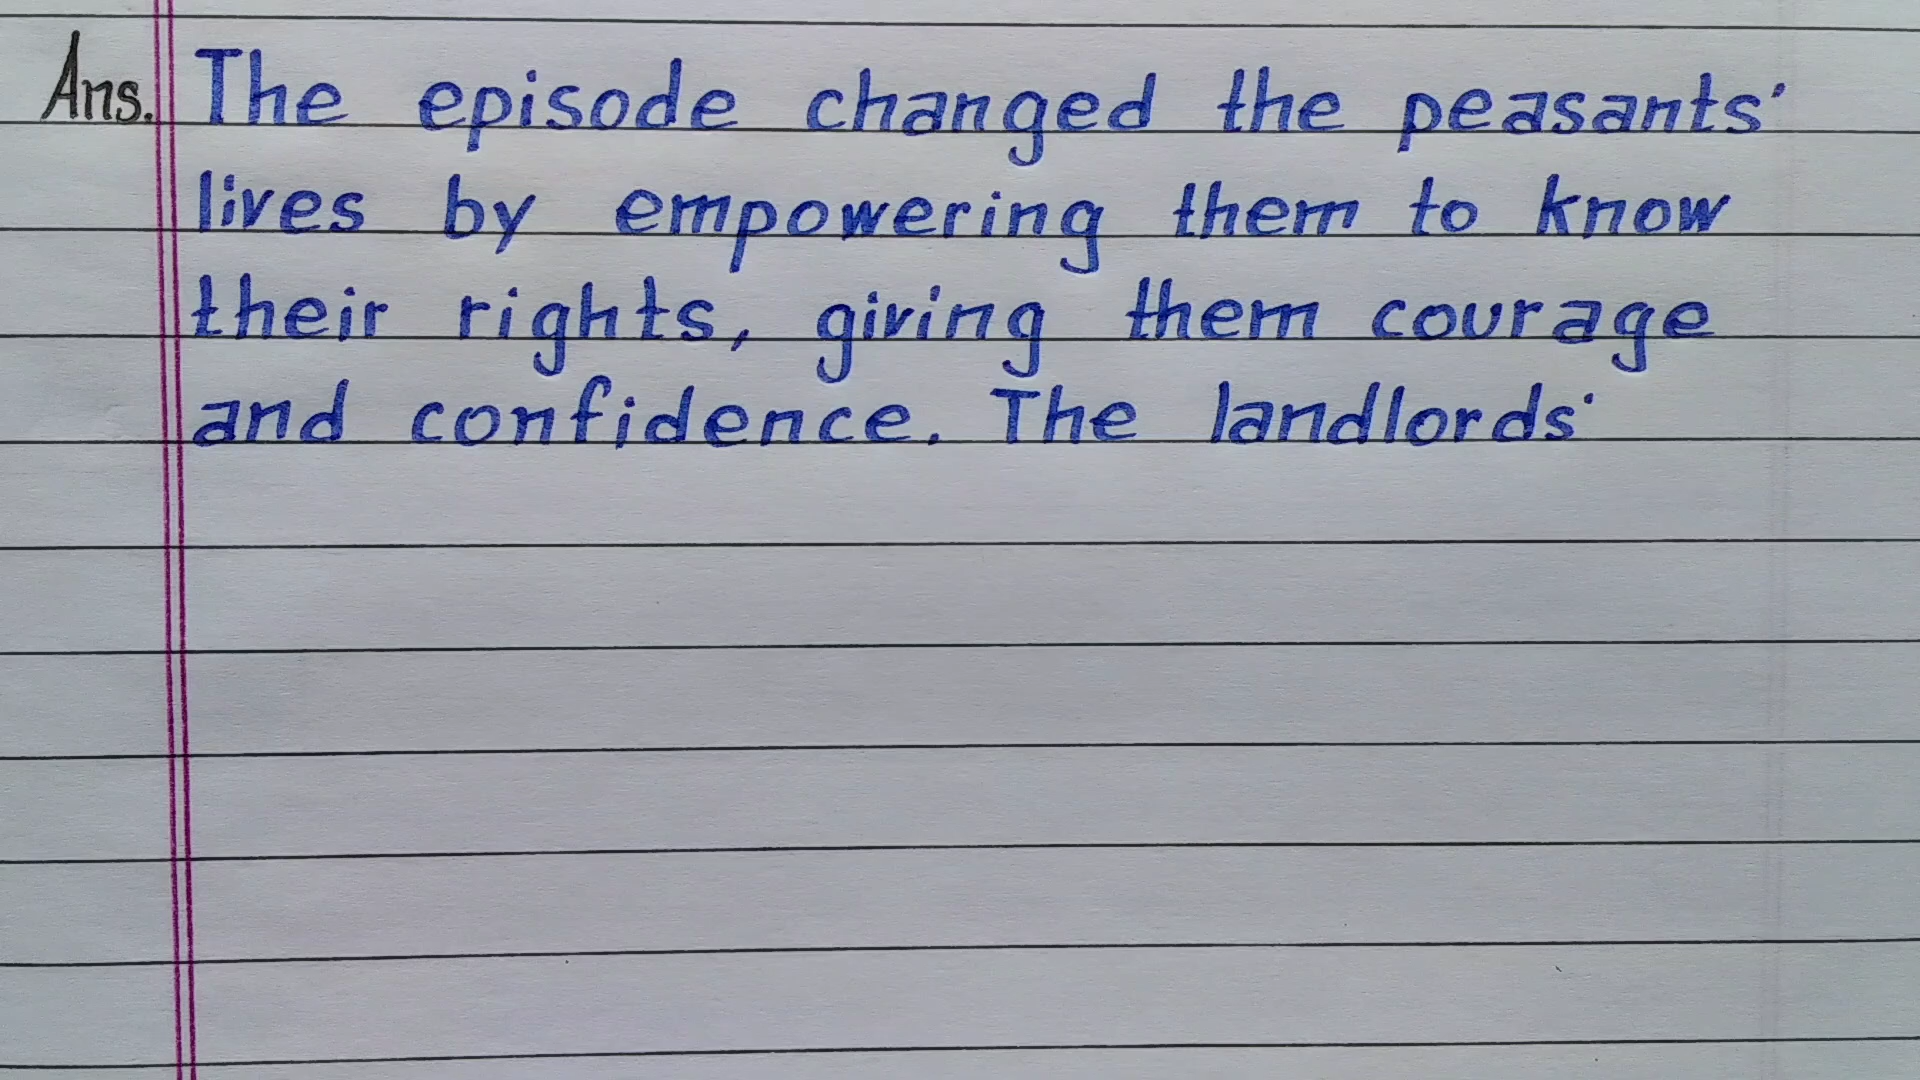 Ans. The episode changed the peasants'
lives by empowering them to know
their rights, giving them courage
and confidence. The landlords'